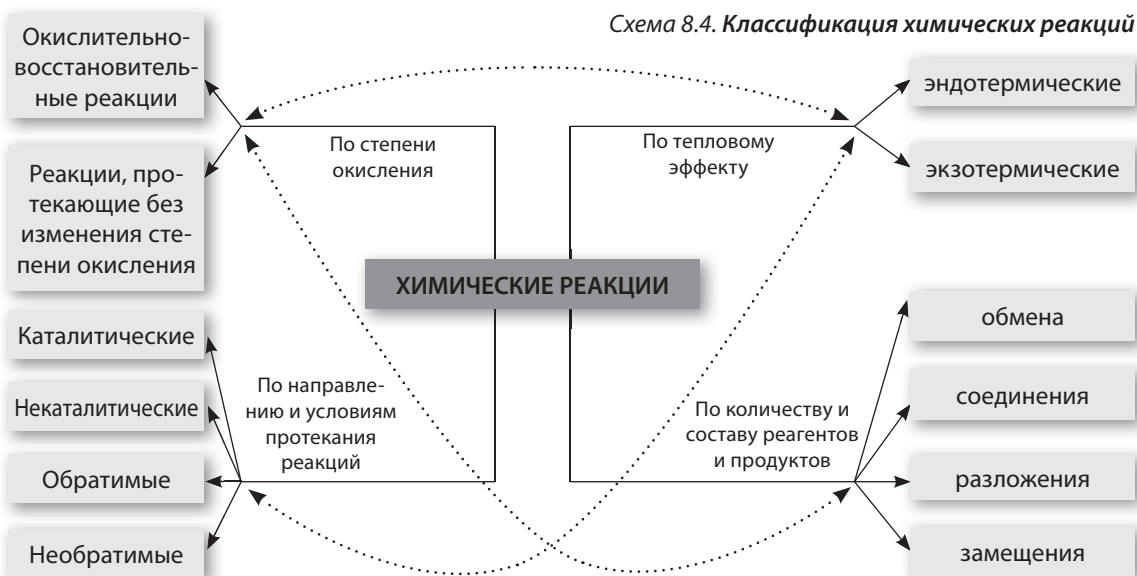 Схема 8.4. Классификация химических реакций
Окислительно-
восстановитель-
ные реакции
Реакции, про-
текающие без
изменения сте-
пени окисления
По степени
окисления
По тепловому
эффекту
эндотермические
экзотермические
ХИМИЧЕСКИЕ РЕАКЦИИ
Каталитические
Некаталитические
Обратимые
Необратимые
По направле-
нию и условиям
протекания
реакций
По количеству и
составу реагентов
и продуктов
обмена
соединения
разложения
замещения